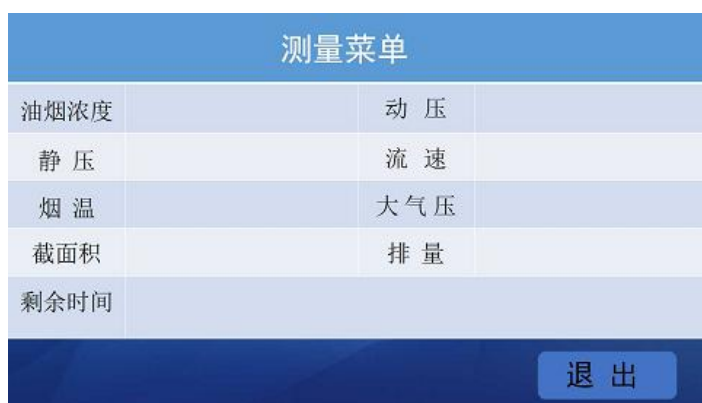 测量菜单
油烟浓度 动 压
静 压 流 速
烟 温 大气压
截面积 排 量
剩余时间
退 出